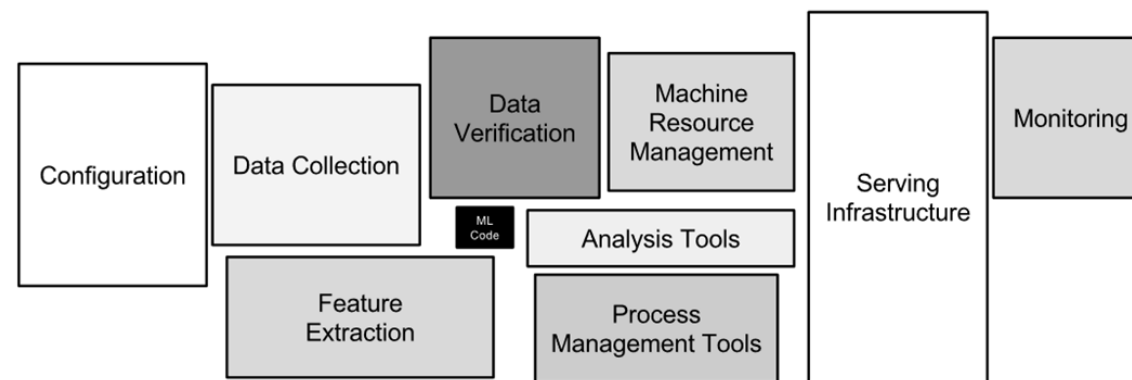 Configuration
Data Collection
Data
Verification
Machine
Resource
Management
Monitoring
Serving
Infrastructure
ML
Code
Analysis Tools
Feature
Extraction
Process
Management Tools